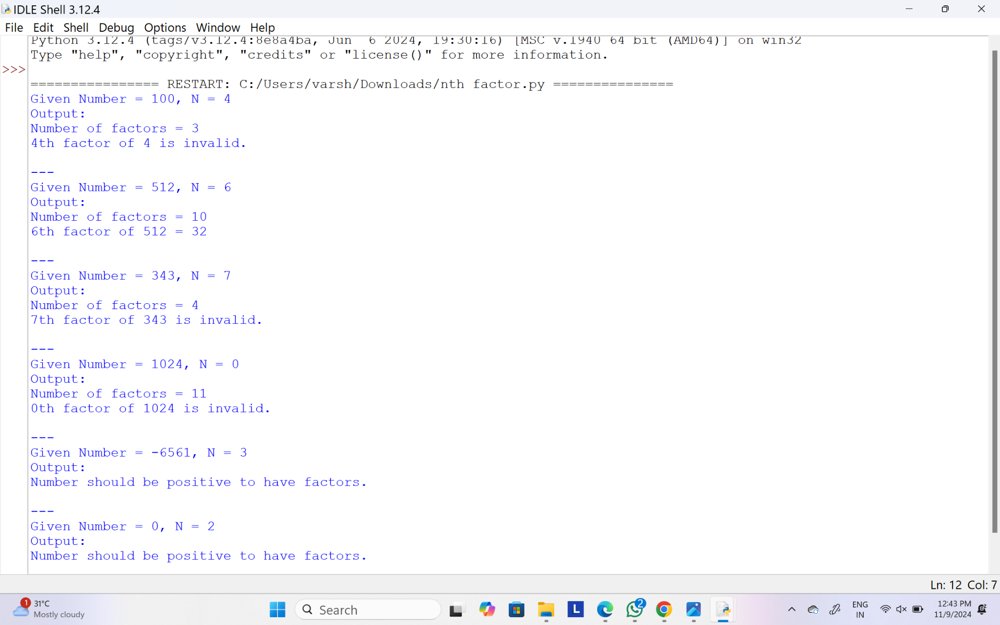 IDLE Shell 3.12.4
File Edit Shell Debug Options Window Help
Python 3.12.4 (tags/v3.12.4:8e8a4ba, Jun  6 2024, 19:30:16) [MSC v.1940 64 bit (AMD64)] on win32
Type "help", "copyright", "credits" or "license()" for more information.
>>>
================ RESTART: C:/Users/varsh/Downloads/nth factor.py ===============
Given Number = 100, N = 4
Output:
Number of factors = 3
4th factor of 4 is invalid.
---
Given Number = 512, N = 6
Output:
Number of factors = 10
6th factor of 512 = 32
---
Given Number = 343, N = 7
Output:
Number of factors = 4
7th factor of 343 is invalid.
---
Given Number = 1024, N = 0
Output:
Number of factors = 11
0th factor of 1024 is invalid.
---
Given Number = -6561, N = 3
Output:
Number should be positive to have factors.
---
Given Number = 0, N = 2
Output:
Number should be positive to have factors.
Ln: 12 Col: 7
1
31°C
Mostly cloudy
Search
L
2
ENG
IN
12:43 PM
11/9/2024